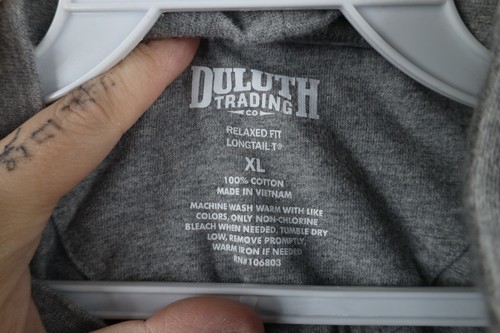 DULUTH
TRADING
CO
RELAXED FIT
LONGTAIL T®
XL
100% COTTON
MADE IN VIETNAM
MACHINE WASH WARM WITH LIKE
COLORS, ONLY NON-CHLORINE
BLEACH WHEN NEEDED, TUMBLE DRY
LOW, REMOVE PROMPTLY,
WARM IRON IF NEEDED
RN#106803